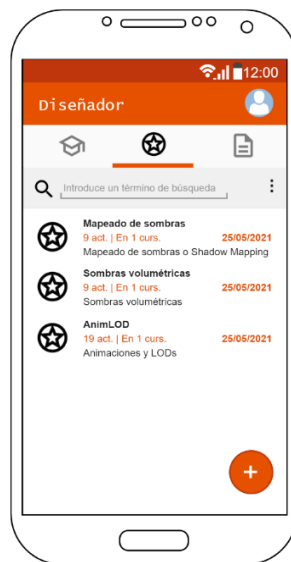 12:00
Diseñador
Introduce un término de búsqueda
Mapeado de sombras
9 act. | En 1 curs. 25/05/2021
Mapeado de sombras o Shadow Mapping
Sombras volumétricas
9 act. | En 1 curs. 25/05/2021
Sombras volumétricas
AnimLOD
19 act. | En 1 curs. 25/05/2021
Animaciones y LODs
+